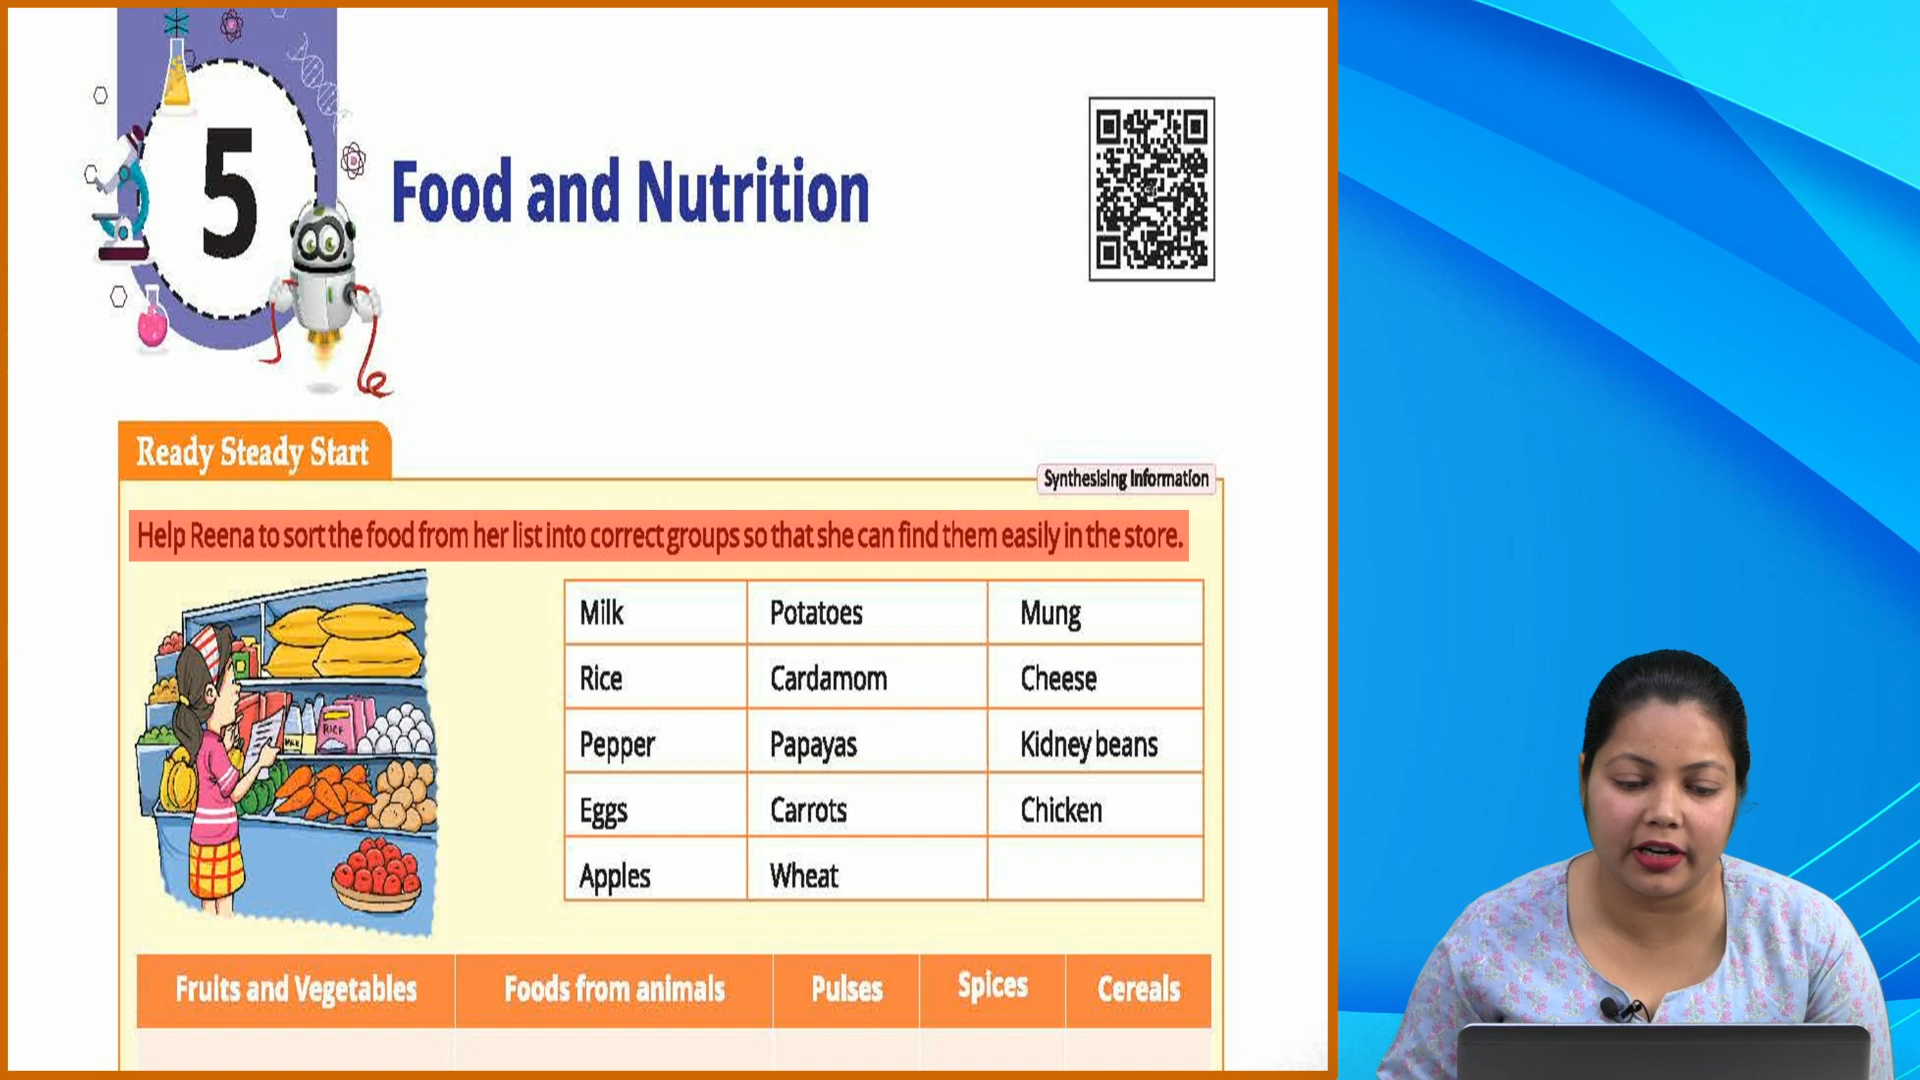 5
Food and Nutrition
Ready Steady Start
Synthesising Information
Help Reena to sort the food from her list into correct groups so that she can find them easily in the store.
Milk Potatoes Mung
Rice Cardamom Cheese
Pepper Papayas Kidney beans
Eggs Carrots Chicken
Apples Wheat
RICE
Fruits and Vegetables Foods from animals Pulses Spices Cereals